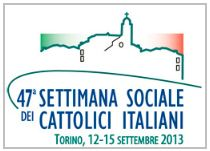 47ª SETTIMANA SOCIALE
DEI CATTOLICI ITALIANI
TORINO, 12-15 SETTEMBRE 2013